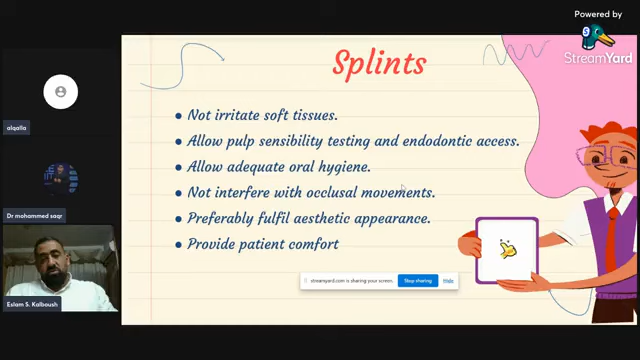 Powered by
StreamYard
Splints
Not irritate soft tissues.
Allow pulp sensibility testing and endodontic access.
Allow adequate oral hygiene.
Not interfere with occlusal movements.
Preferably fulfil aesthetic appearance.
Provide patient comfort
alqalla
Dr mohammed saqr
Eslam S. Kalboush
streamyard.com is sharing your screen.
Stop sharing
Hide